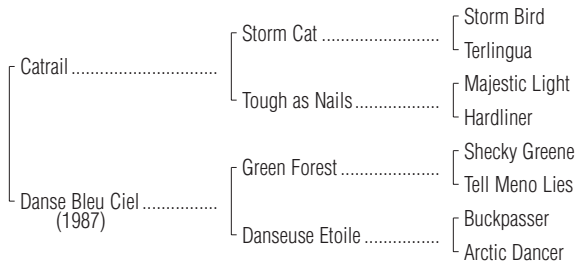 Storm Bird
Storm Cat ........................
Terlingua
Catrail ..............................
Majestic Light
Tough as Nails .................
Hardliner
Shecky Greene
Green Forest ....................
Tell Meno Lies
Danse Bleu Ciel ...............
(1987)
Buckpasser
Danseuse Etoile ...............
Arctic Dancer